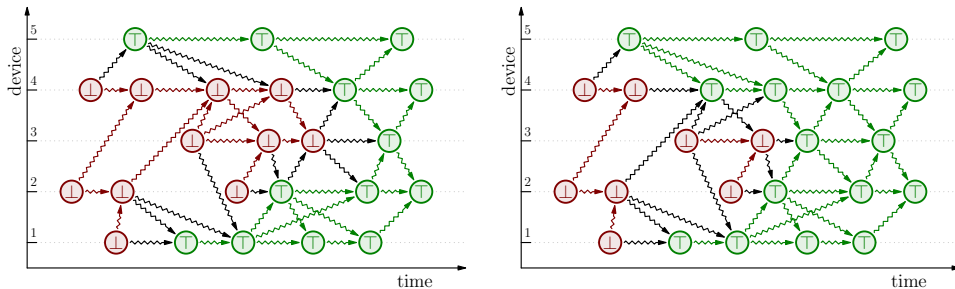 device
5 ⊤ ⊤ ⊤
4 ⊥ ⊥ ⊥ ⊥ ⊤ ⊤
3 ⊥ ⊥ ⊥ ⊤
2 ⊥ ⊥ ⊥ ⊤ ⊤ ⊤
1 ⊥ ⊤ ⊤ ⊤ ⊤
time
device
5 ⊤ ⊤ ⊤
4 ⊥ ⊥ ⊤ ⊤ ⊤ ⊤
3 ⊥ ⊥ ⊤ ⊤
2 ⊥ ⊥ ⊥ ⊤ ⊤ ⊤
1 ⊥ ⊤ ⊤ ⊤ ⊤
time